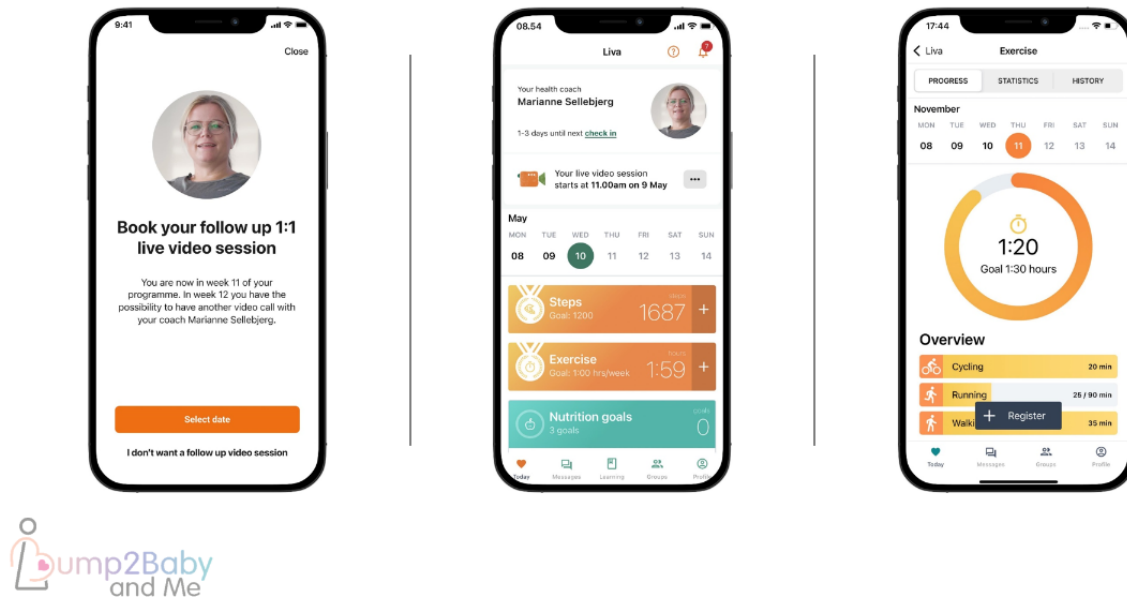 9:41
Close
Book your follow up 1:1
live video session
You are now in week 11 of your
programme. In week 12 you have the
possibility to have another video call with
your coach Marianne Sellebjerg.
Select date
I don't want a follow up video session
08.54
Liva
?
7
Your health coach
Marianne Sellebjerg
1-3 days until next check in
Your live video session
starts at 11.00am on 9 May
May
MON TUE WED THU FRI SAT SUN
08 09 10 11 12 13 14
Steps
Goal: 1200
1687 +
Exercise
Goal: 1:00 hrs/week
Hours
1:59 +
Nutrition goals
3 goals
Goals
0
Today Messages Learning Groups Profile
17:44
Liva Exercise
PROGRESS STATISTICS HISTORY
November
MON TUE WED THU FRI SAT SUN
08 09 10 11 12 13 14
1:20
Goal 1:30 hours
Overview
Cycling 20 min
Running 25 / 90 min
Walki 35 min
+ Register
Today Messages Groups Profile
Bump2Baby
and Me